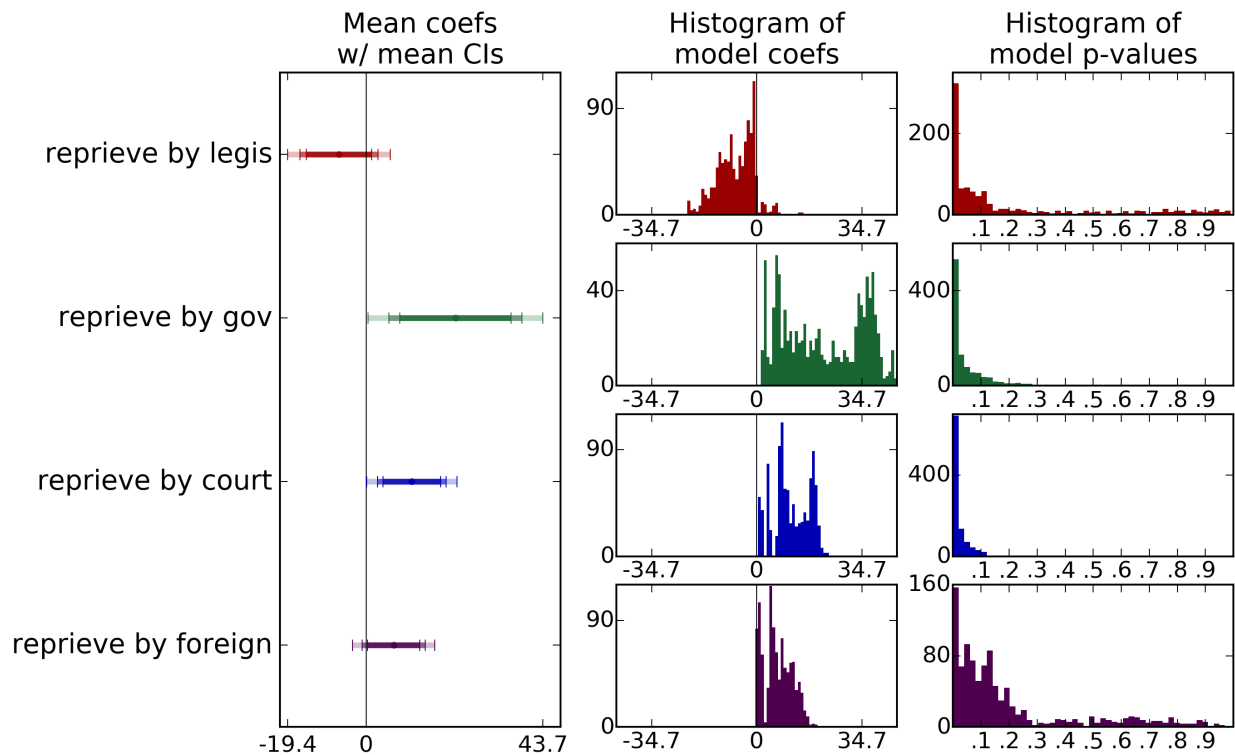 Mean coefs
w/ mean CIs
Histogram of
model coefs
Histogram of
model p-values
reprieve by legis
reprieve by gov
reprieve by court
reprieve by foreign
-19.4 0 43.7
90
0
-34.7 0 34.7
200
0
.1 .2 .3 .4 .5 .6 .7 .8 .9
40
0
-34.7 0 34.7
400
0
.1 .2 .3 .4 .5 .6 .7 .8 .9
90
0
-34.7 0 34.7
400
0
.1 .2 .3 .4 .5 .6 .7 .8 .9
90
0
-34.7 0 34.7
160
80
0
.1 .2 .3 .4 .5 .6 .7 .8 .9